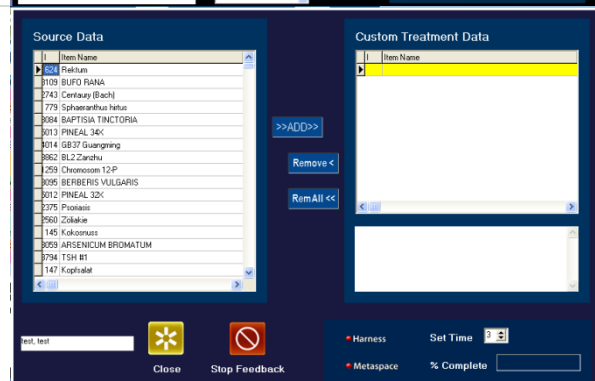 Source Data
Custom Treatment Data
I Item Name
624 Rektum
3109 BUFO RANA
2743 Centaury (Bach)
779 Sphaeranthus hirtus
3084 BAPTISIA TINCTORIA
5013 PINEAL 34X
4014 GB37 Guangming
3862 BL2 Zanzhu
1259 Chromosom 12-P
3095 BERBERIS VULGARIS
5012 PINEAL 32X
2375 Psoriasis
2560 Zöliakie
145 Kokosnuss
3059 ARSENICUM BROMATUM
3794 TSH #1
147 Kopfsalat
I Item Name
>>ADD>>
Remove <
RemAll <<
test, test
Close
Stop Feedback
Harness
Set Time 3
Metaspace
% Complete